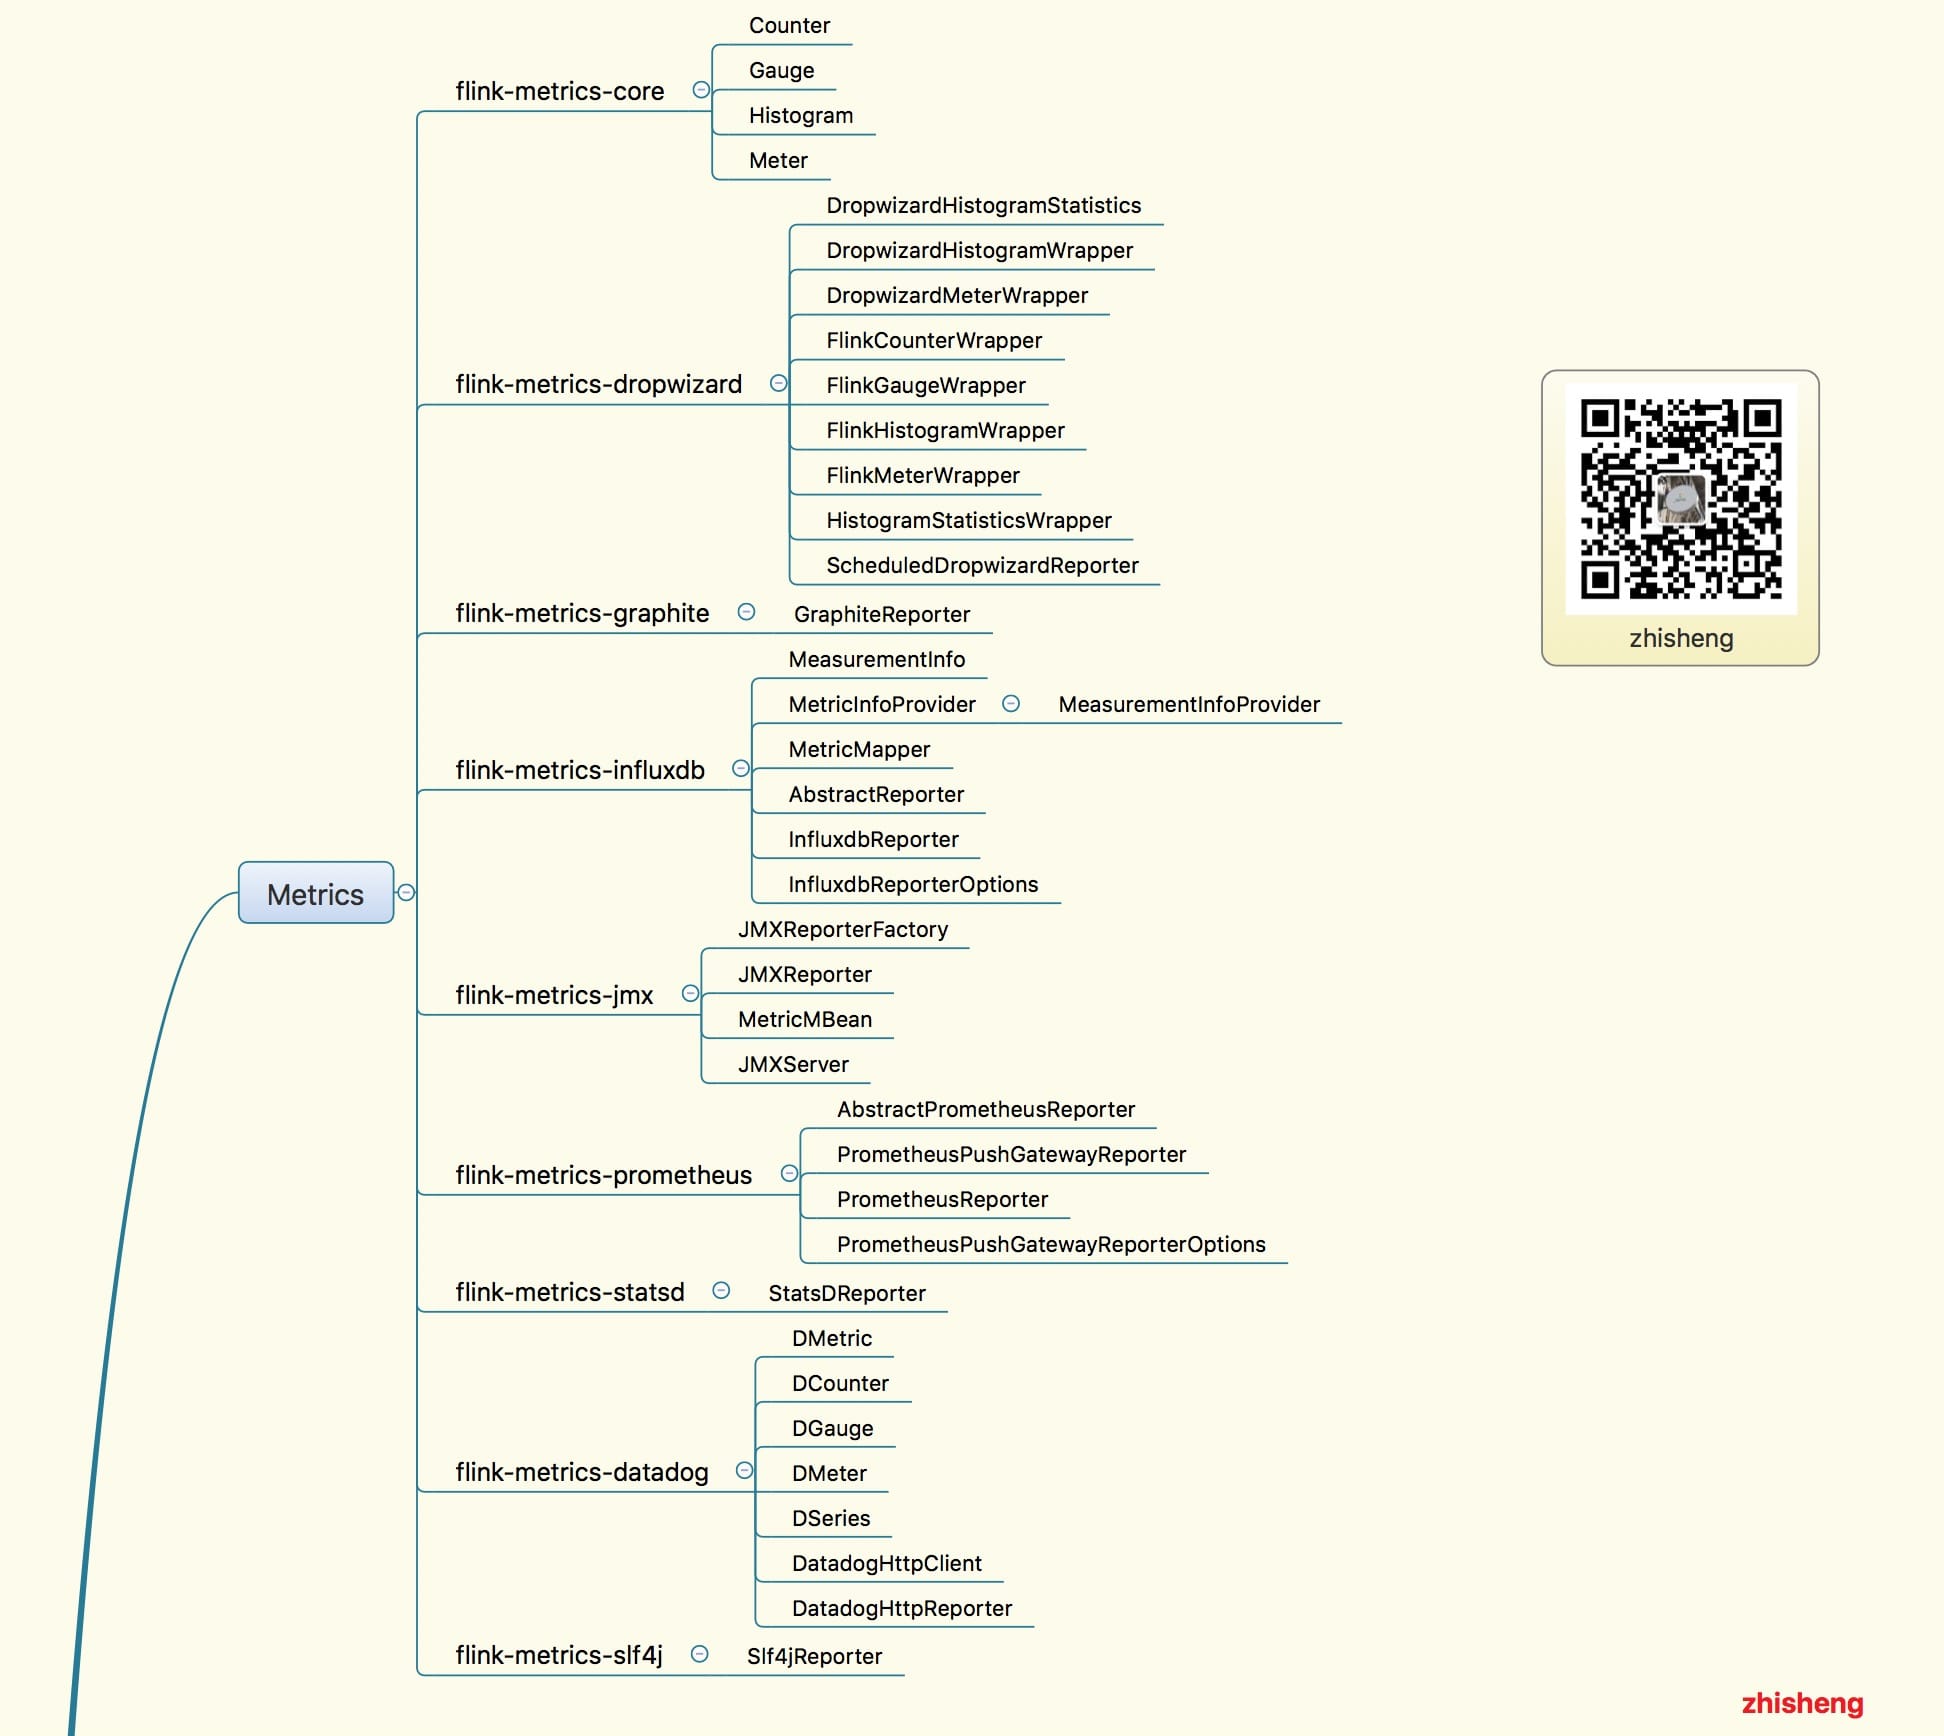 Metrics
flink-metrics-core
Counter
Gauge
Histogram
Meter
flink-metrics-dropwizard
DropwizardHistogramStatistics
DropwizardHistogramWrapper
DropwizardMeterWrapper
FlinkCounterWrapper
FlinkGaugeWrapper
FlinkHistogramWrapper
FlinkMeterWrapper
HistogramStatisticsWrapper
ScheduledDropwizardReporter
flink-metrics-graphite
GraphiteReporter
flink-metrics-influxdb
MeasurementInfo
MetricInfoProvider
MeasurementInfoProvider
MetricMapper
AbstractReporter
InfluxdbReporter
InfluxdbReporterOptions
flink-metrics-jmx
JMXReporterFactory
JMXReporter
MetricMBean
JMXServer
flink-metrics-prometheus
AbstractPrometheusReporter
PrometheusPushGatewayReporter
PrometheusReporter
PrometheusPushGatewayReporterOptions
flink-metrics-statsd
StatsDReporter
flink-metrics-datadog
DMetric
DCounter
DGauge
DMeter
DSeries
DatadogHttpClient
DatadogHttpReporter
flink-metrics-slf4j
Slf4jReporter
zhisheng
zhisheng